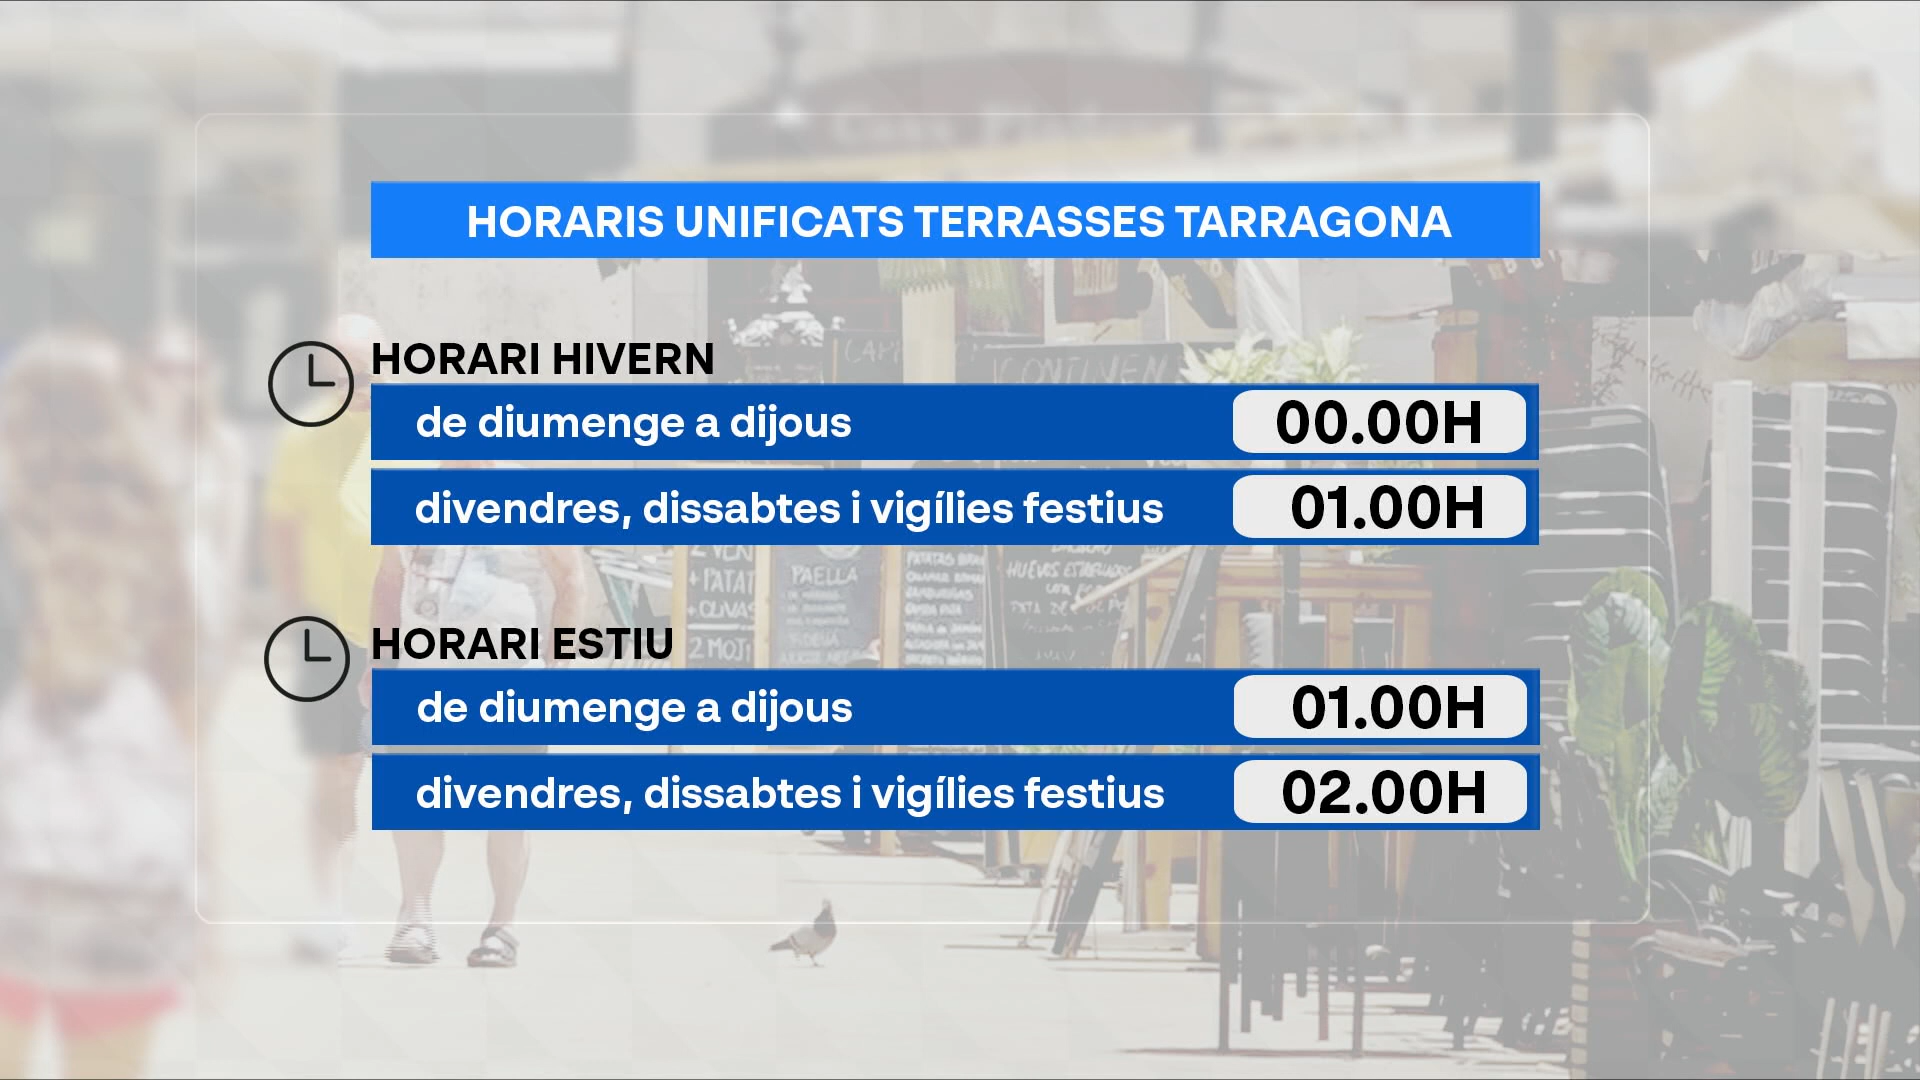 HORARIS UNIFICATS TERRASSES TARRAGONA
HORARI HIVERN
de diumenge a dijous
00.00H
divendres, dissabtes i vigílies festius
01.00H
PAELLA
HORARI ESTIU
de diumenge a dijous
01.00H
divendres, dissabtes i vigílies festius
02.00H